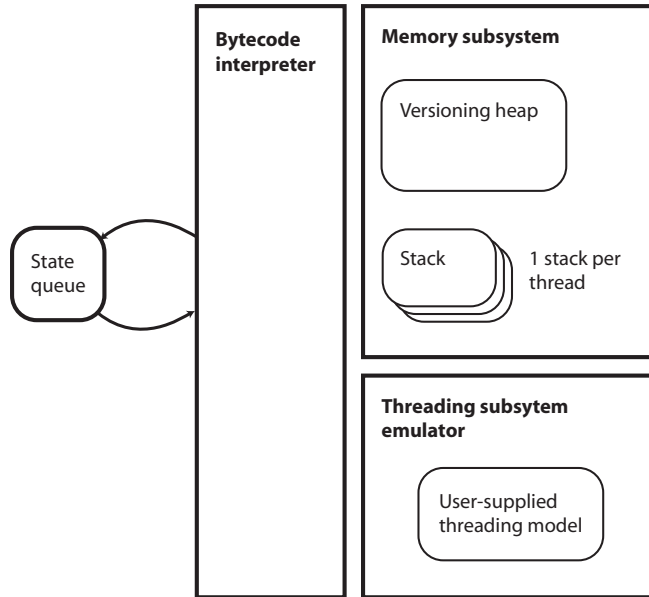 Bytecode
interpreter
Memory subsystem
Versioning heap
State
queue
Stack
1 stack per
thread
Threading subsytem
emulator
User-supplied
threading model